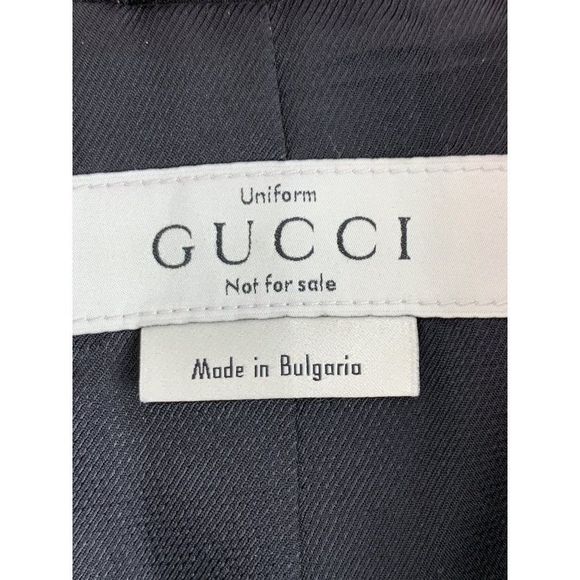 Uniform
GUCCI
Not for sale
Made in Bulgaria